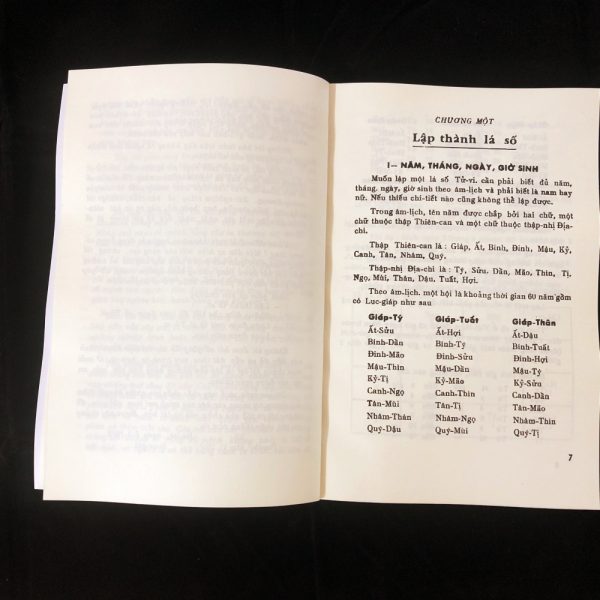 CHƯƠNG MỘT
Lập thành lá số
I— NĂM, THÁNG, NGÀY, GIỜ SINH
Muốn lập một lá số Tử-vi. cần phải biết đủ năm,
tháng. ngày, giờ sinh theo âm-lịch và phải biết là nam hay
nữ. Nếu thiếu chi-tiết nào cũng không thể lập được.
Trong âm-lịch, tên năm được chắp bởi hai chữ, một
chữ thuộc thập Thiên-can và một chữ thuộc thập-nhị Địa-
chi.
Thập Thiên-can là : Giáp, Ất, Bính, Đinh, Mậu, Kỷ,
Canh, Tân, Nhâm, Quý.
Thập-nhị Địa-chi là : Tý, Sửu, Dần, Mão, Thìn, Tị,
Ngọ, Mùi, Thân, Dậu, Tuất, Hợi.
Theo âm-lịch. một hội là khoảng thời gian 60 năm gồm
có Lục-giáp như sau
Giáp-Tý Giáp-Tuất Giáp-Thân
Ất-Sửu Ất-Hợi Ất-Dậu
Bính-Dần Bính-Tý Bính-Tuất
Đinh-Mão Đinh-Sửu Đinh-Hợi
Mậu-Thìn Mậu-Dần Mậu-Tý
Kỷ-Tị Kỷ-Mão Kỷ-Sửu
Canh-Ngọ Canh-Thìn Canh-Dần
Tân-Mùi Tân-Tị Tân-Mão
Nhâm-Thân Nhâm-Ngọ Nhâm-Thìn
Quý-Dậu Quý-Mùi Quý-Tị
7